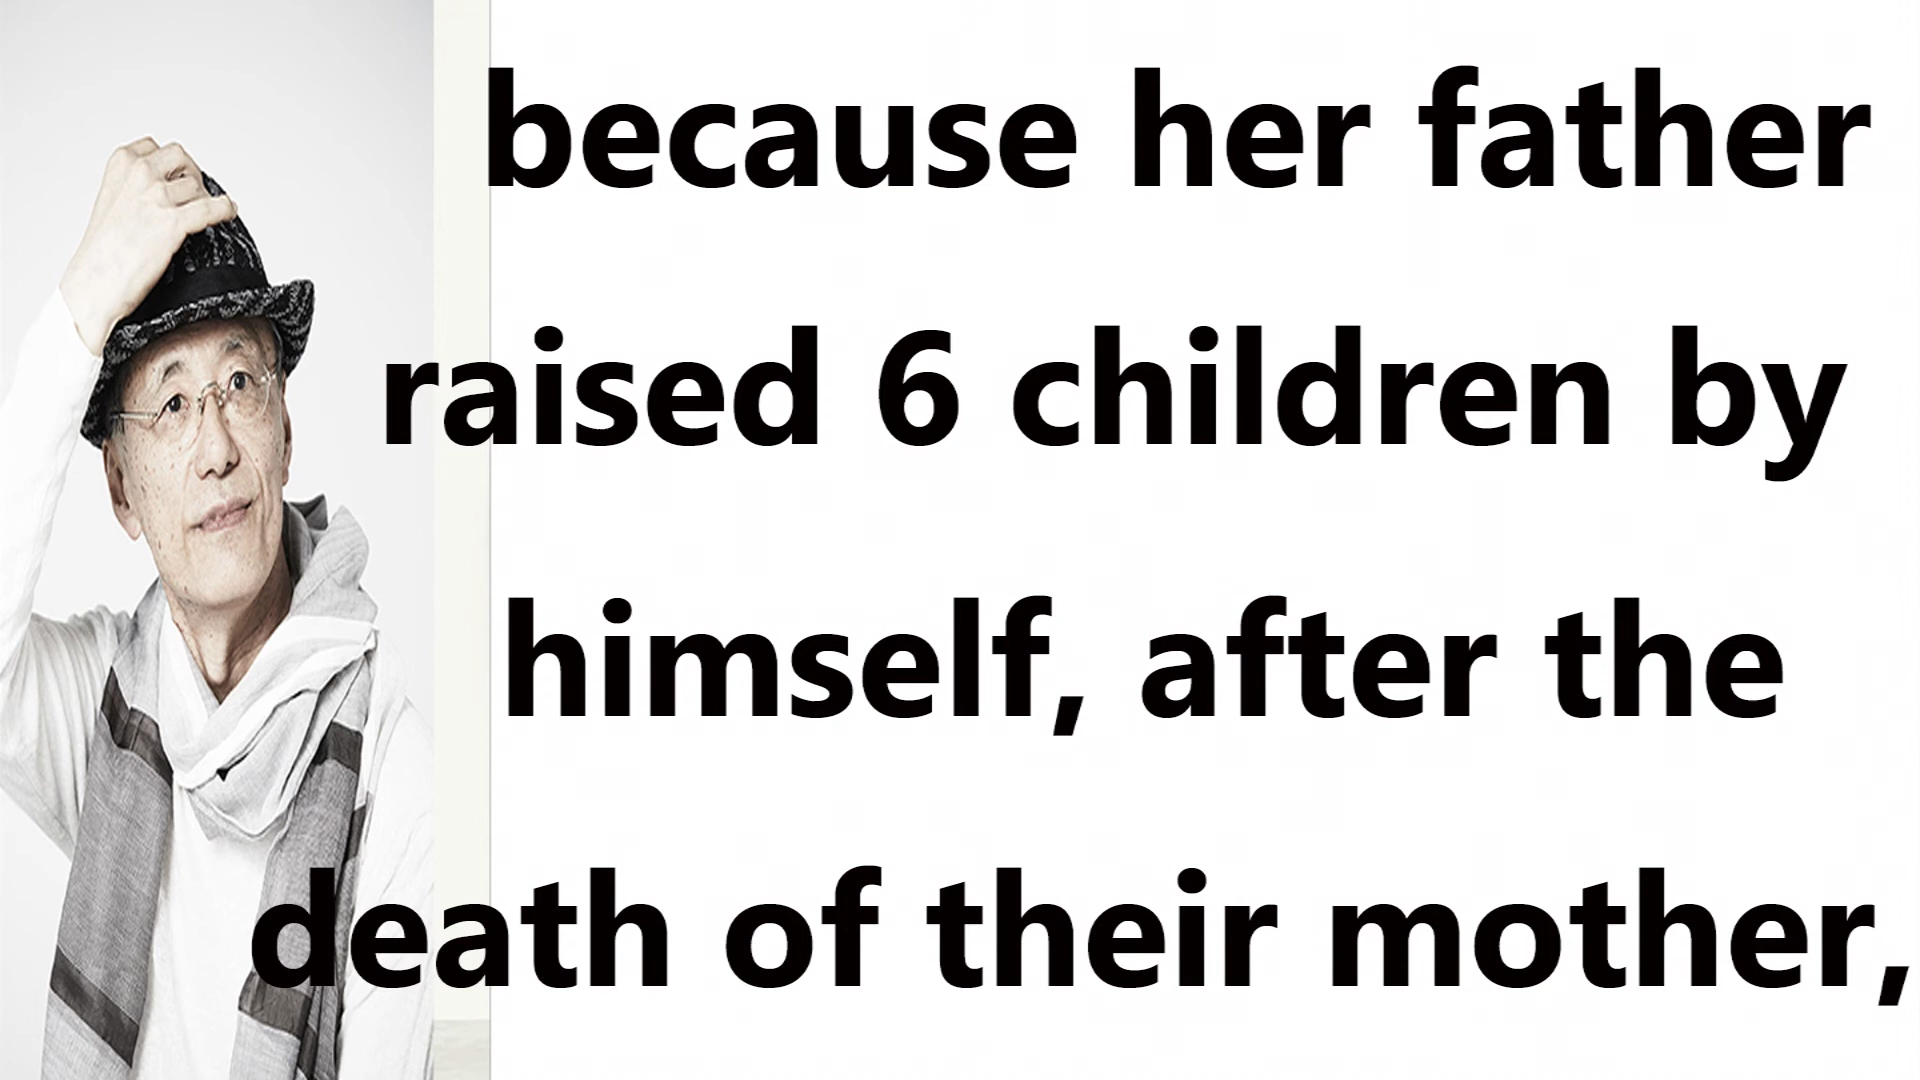 because her father
raised 6 children by
himself, after the
death of their mother,